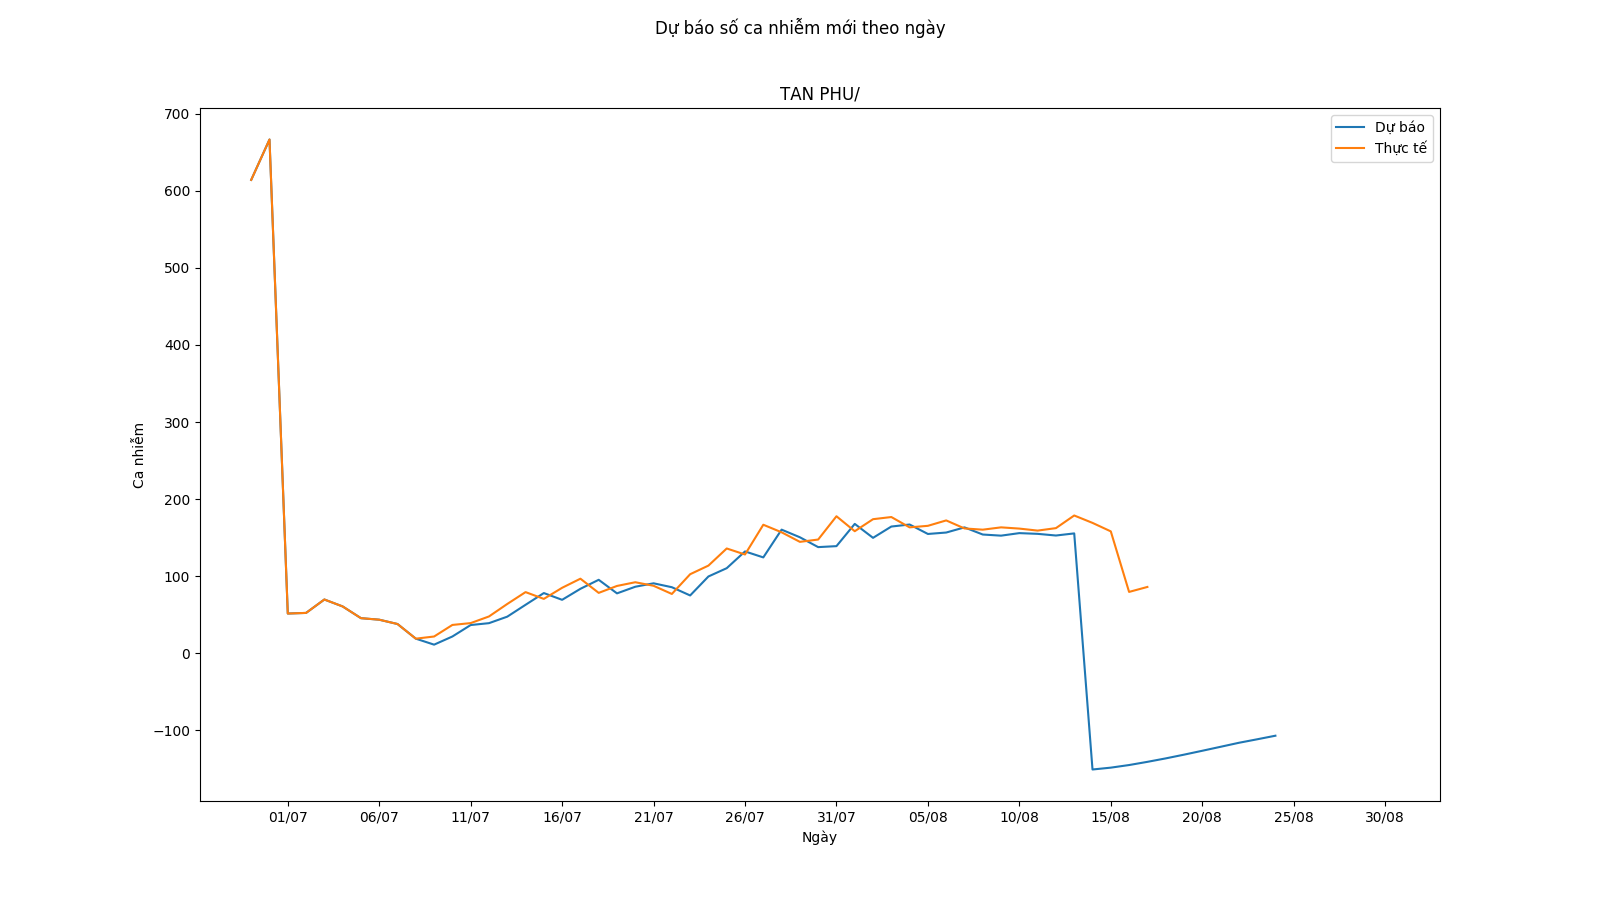 Dự báo số ca nhiễm mới theo ngày
TAN PHU/
Dự báo
Thực tế
700
600
500
400
300
200
100
0
−100
Ca nhiễm
01/07 06/07 11/07 16/07 21/07 26/07 31/07 05/08 10/08 15/08 20/08 25/08 30/08
Ngày